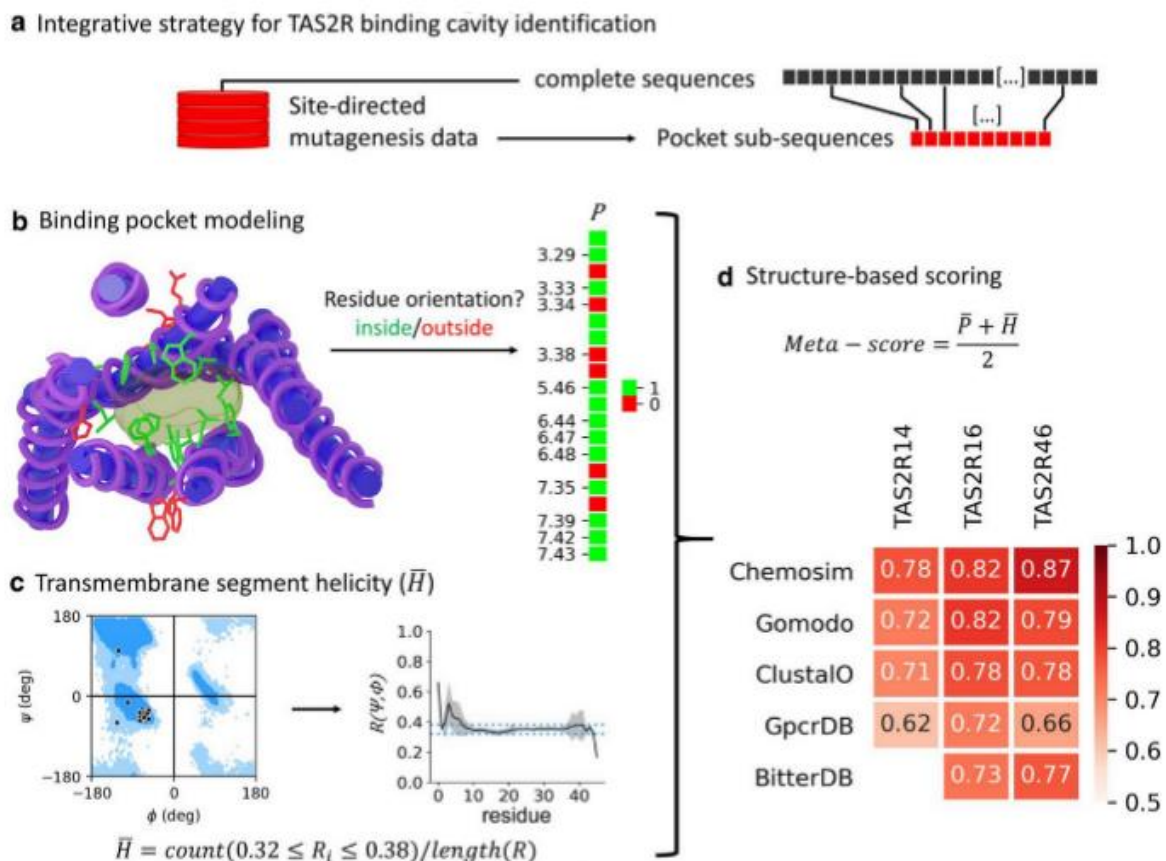 a Integrative strategy for TAS2R binding cavity identification
complete sequences
[...]
Site-directed
mutagenesis data
Pocket sub-sequences
[...]
b Binding pocket modeling
Residue orientation?
inside/outside
P
3.29
3.33
3.34
3.38
5.46
6.44
6.47
6.48
7.35
7.39
7.42
7.43
1
0
c Transmembrane segment helicity (H̅)
180
0
−180
ψ (deg)
−180 0 180
ϕ (deg)
1.0
0.8
0.6
0.4
0.2
0.0
R(Ψ,Φ)
0 10 20 30 40
residue
H̅ = count(0.32 ≤ Rᵢ ≤ 0.38)/length(R)
d Structure-based scoring
Meta − score = (P̅ + H̅)/2
TAS2R14 TAS2R16 TAS2R46
Chemosim 0.78 0.82 0.87
Gomodo 0.72 0.82 0.79
ClustalO 0.71 0.78 0.78
GpcrDB 0.62 0.72 0.66
BitterDB 0.73 0.77
1.0
0.9
0.8
0.7
0.6
0.5